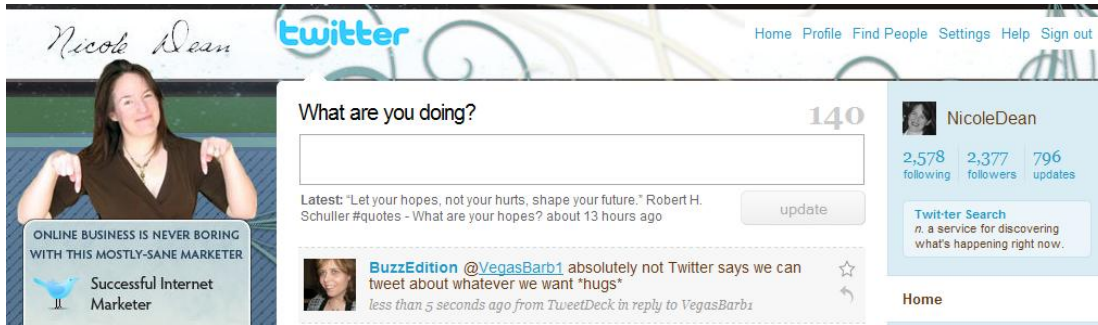 Nicole Dean
twitter
Home Profile Find People Settings Help Sign out
What are you doing?
140
Latest: “Let your hopes, not your hurts, shape your future.” Robert H.
Schuller #quotes - What are your hopes? about 13 hours ago
update
BuzzEdition @VegasBarb1 absolutely not Twitter says we can
tweet about whatever we want *hugs*
less than 5 seconds ago from TweetDeck in reply to VegasBarb1
ONLINE BUSINESS IS NEVER BORING
WITH THIS MOSTLY-SANE MARKETER
Successful Internet
Marketer
NicoleDean
2,578 2,377 796
following followers updates
Twit·ter Search
n. a service for discovering
what's happening right now.
Home